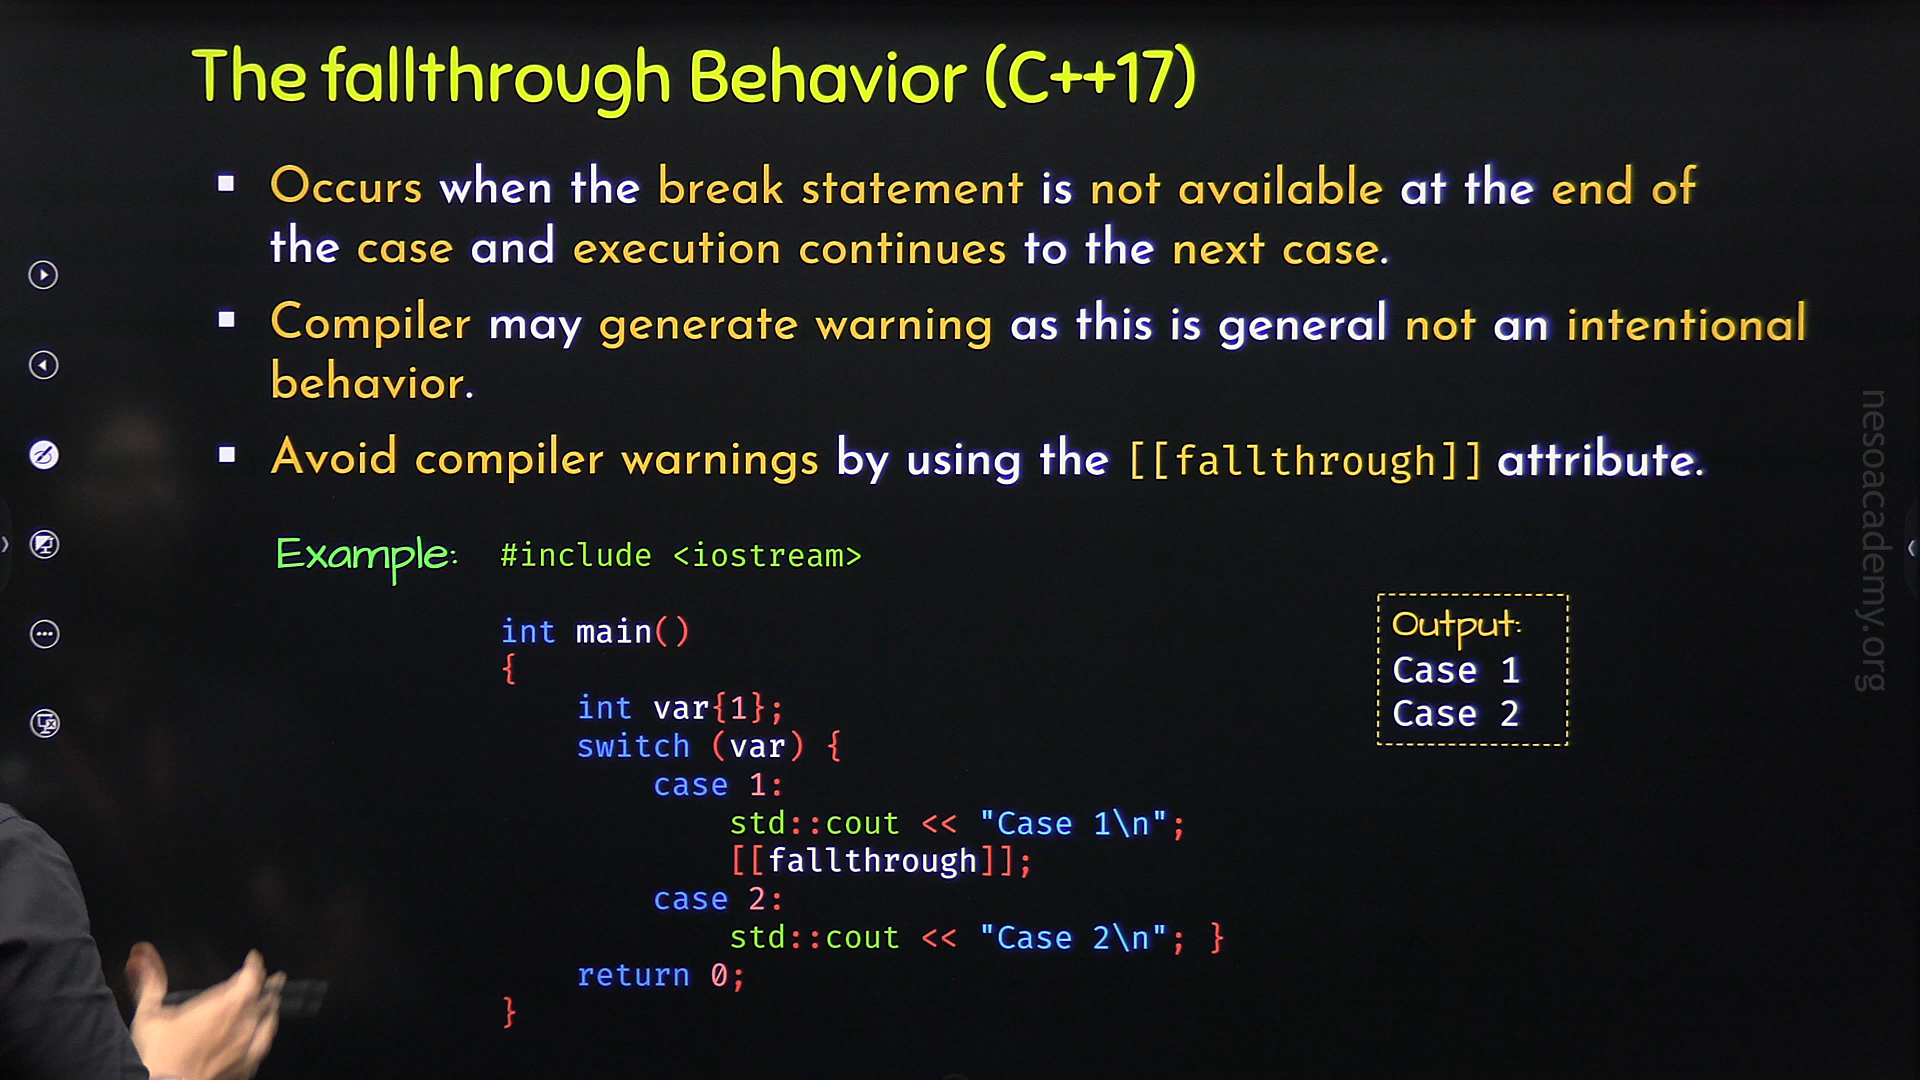 The fallthrough Behavior (C++17)
▪ Occurs when the break statement is not available at the end of
the case and execution continues to the next case.
▪ Compiler may generate warning as this is general not an intentional
behavior.
▪ Avoid compiler warnings by using the [[fallthrough]] attribute.
Example: #include <iostream>
int main()
{
    int var{1};
    switch (var) {
        case 1:
            std::cout << "Case 1\n";
            [[fallthrough]];
        case 2:
            std::cout << "Case 2\n"; }
    return 0;
}
Output:
Case 1
Case 2
nesoacademy.org